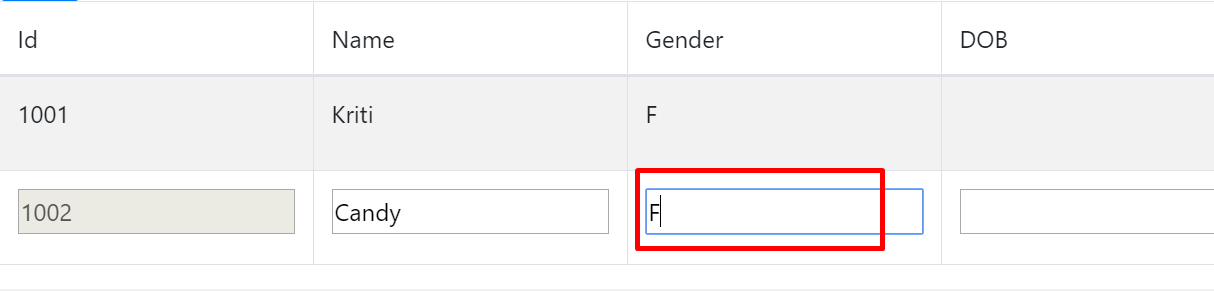 Id Name Gender DOB
1001 Kriti F
1002 Candy F